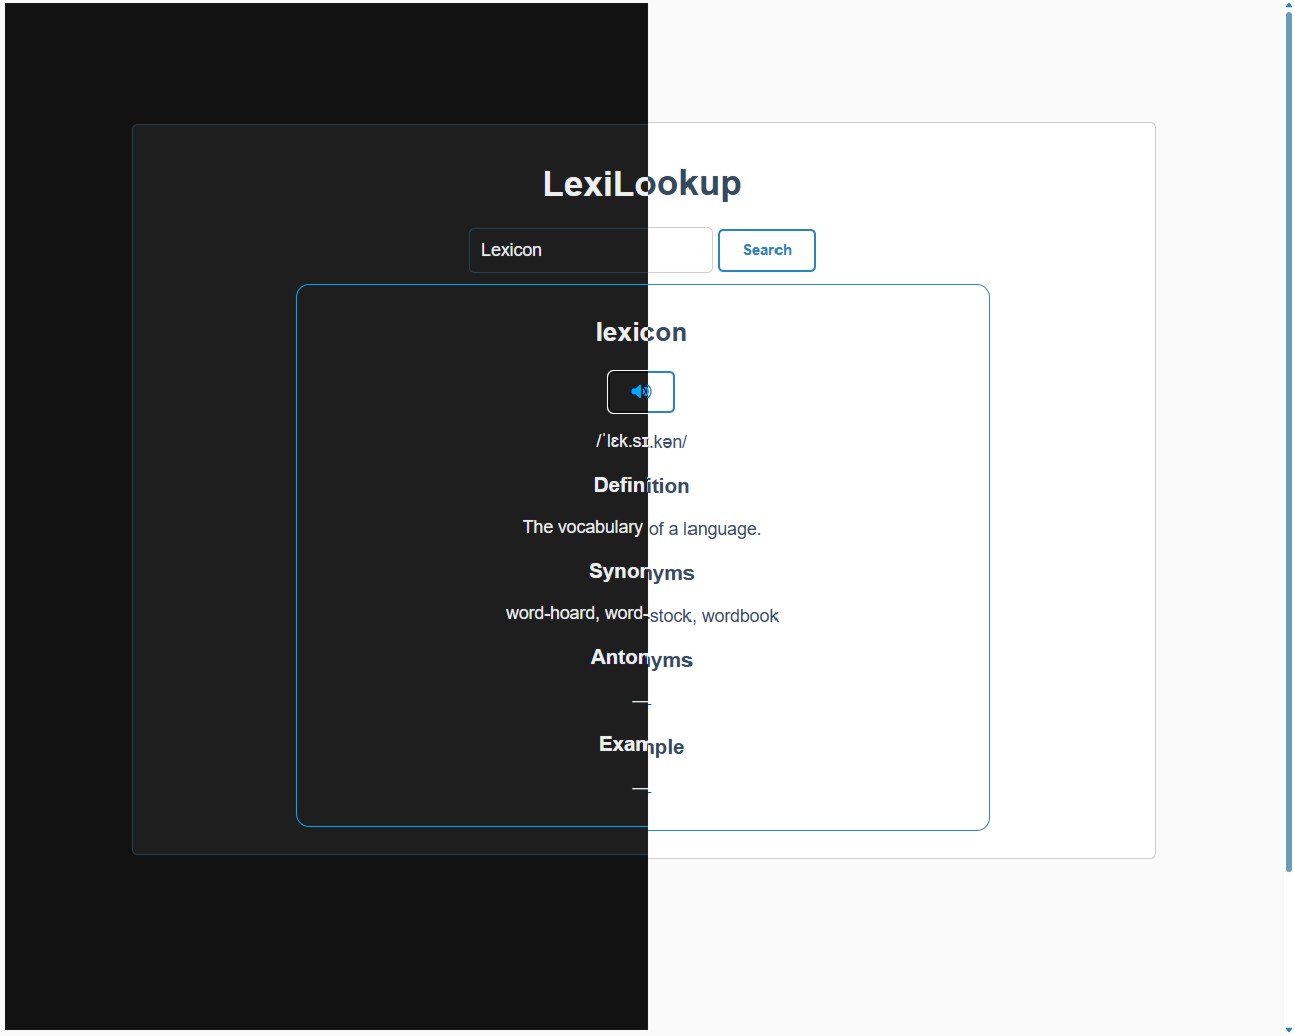 LexiLookup
Lexicon Search
lexicon
/ˈlɛk.sɪ.kən/
Definition
The vocabulary of a language.
Synonyms
word-hoard, word-stock, wordbook
Antonyms
—
Example
—